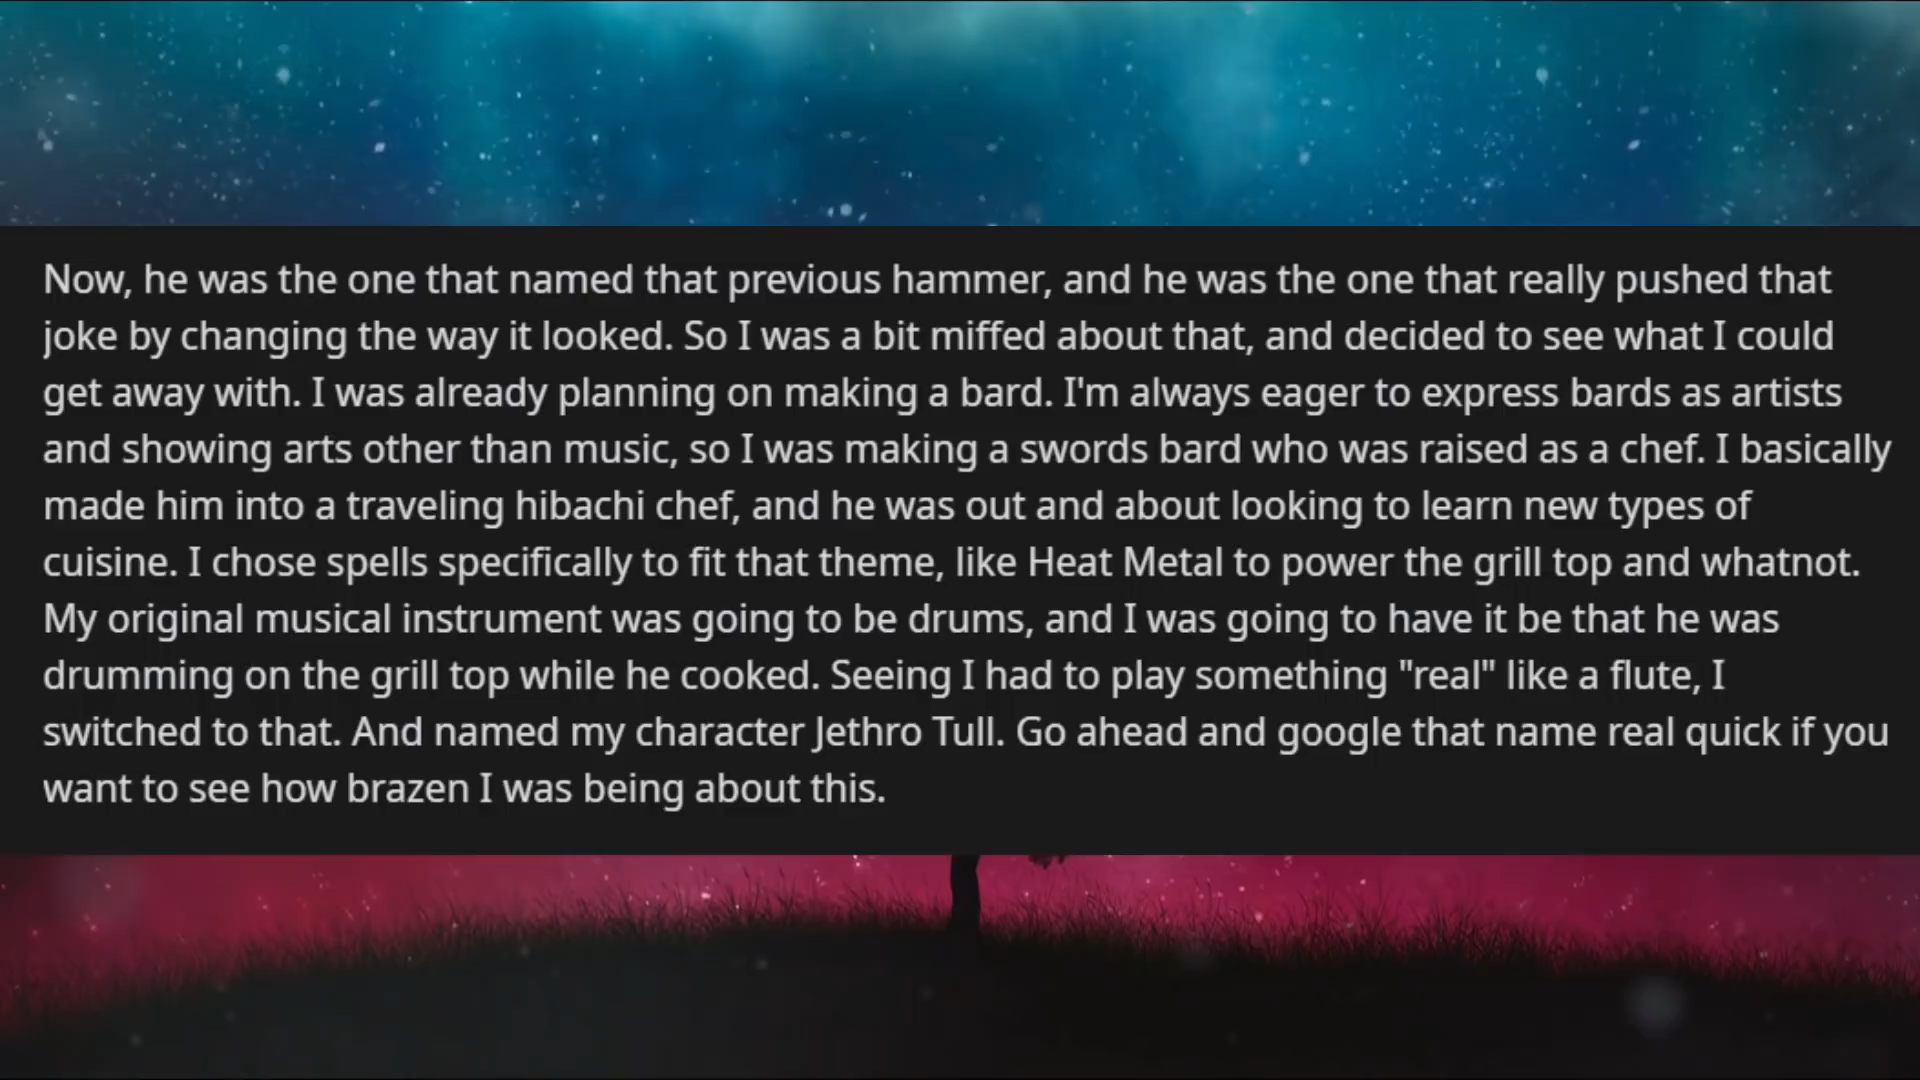 Now, he was the one that named that previous hammer, and he was the one that really pushed that
joke by changing the way it looked. So I was a bit miffed about that, and decided to see what I could
get away with. I was already planning on making a bard. I'm always eager to express bards as artists
and showing arts other than music, so I was making a swords bard who was raised as a chef. I basically
made him into a traveling hibachi chef, and he was out and about looking to learn new types of
cuisine. I chose spells specifically to fit that theme, like Heat Metal to power the grill top and whatnot.
My original musical instrument was going to be drums, and I was going to have it be that he was
drumming on the grill top while he cooked. Seeing I had to play something "real" like a flute, I
switched to that. And named my character Jethro Tull. Go ahead and google that name real quick if you
want to see how brazen I was being about this.